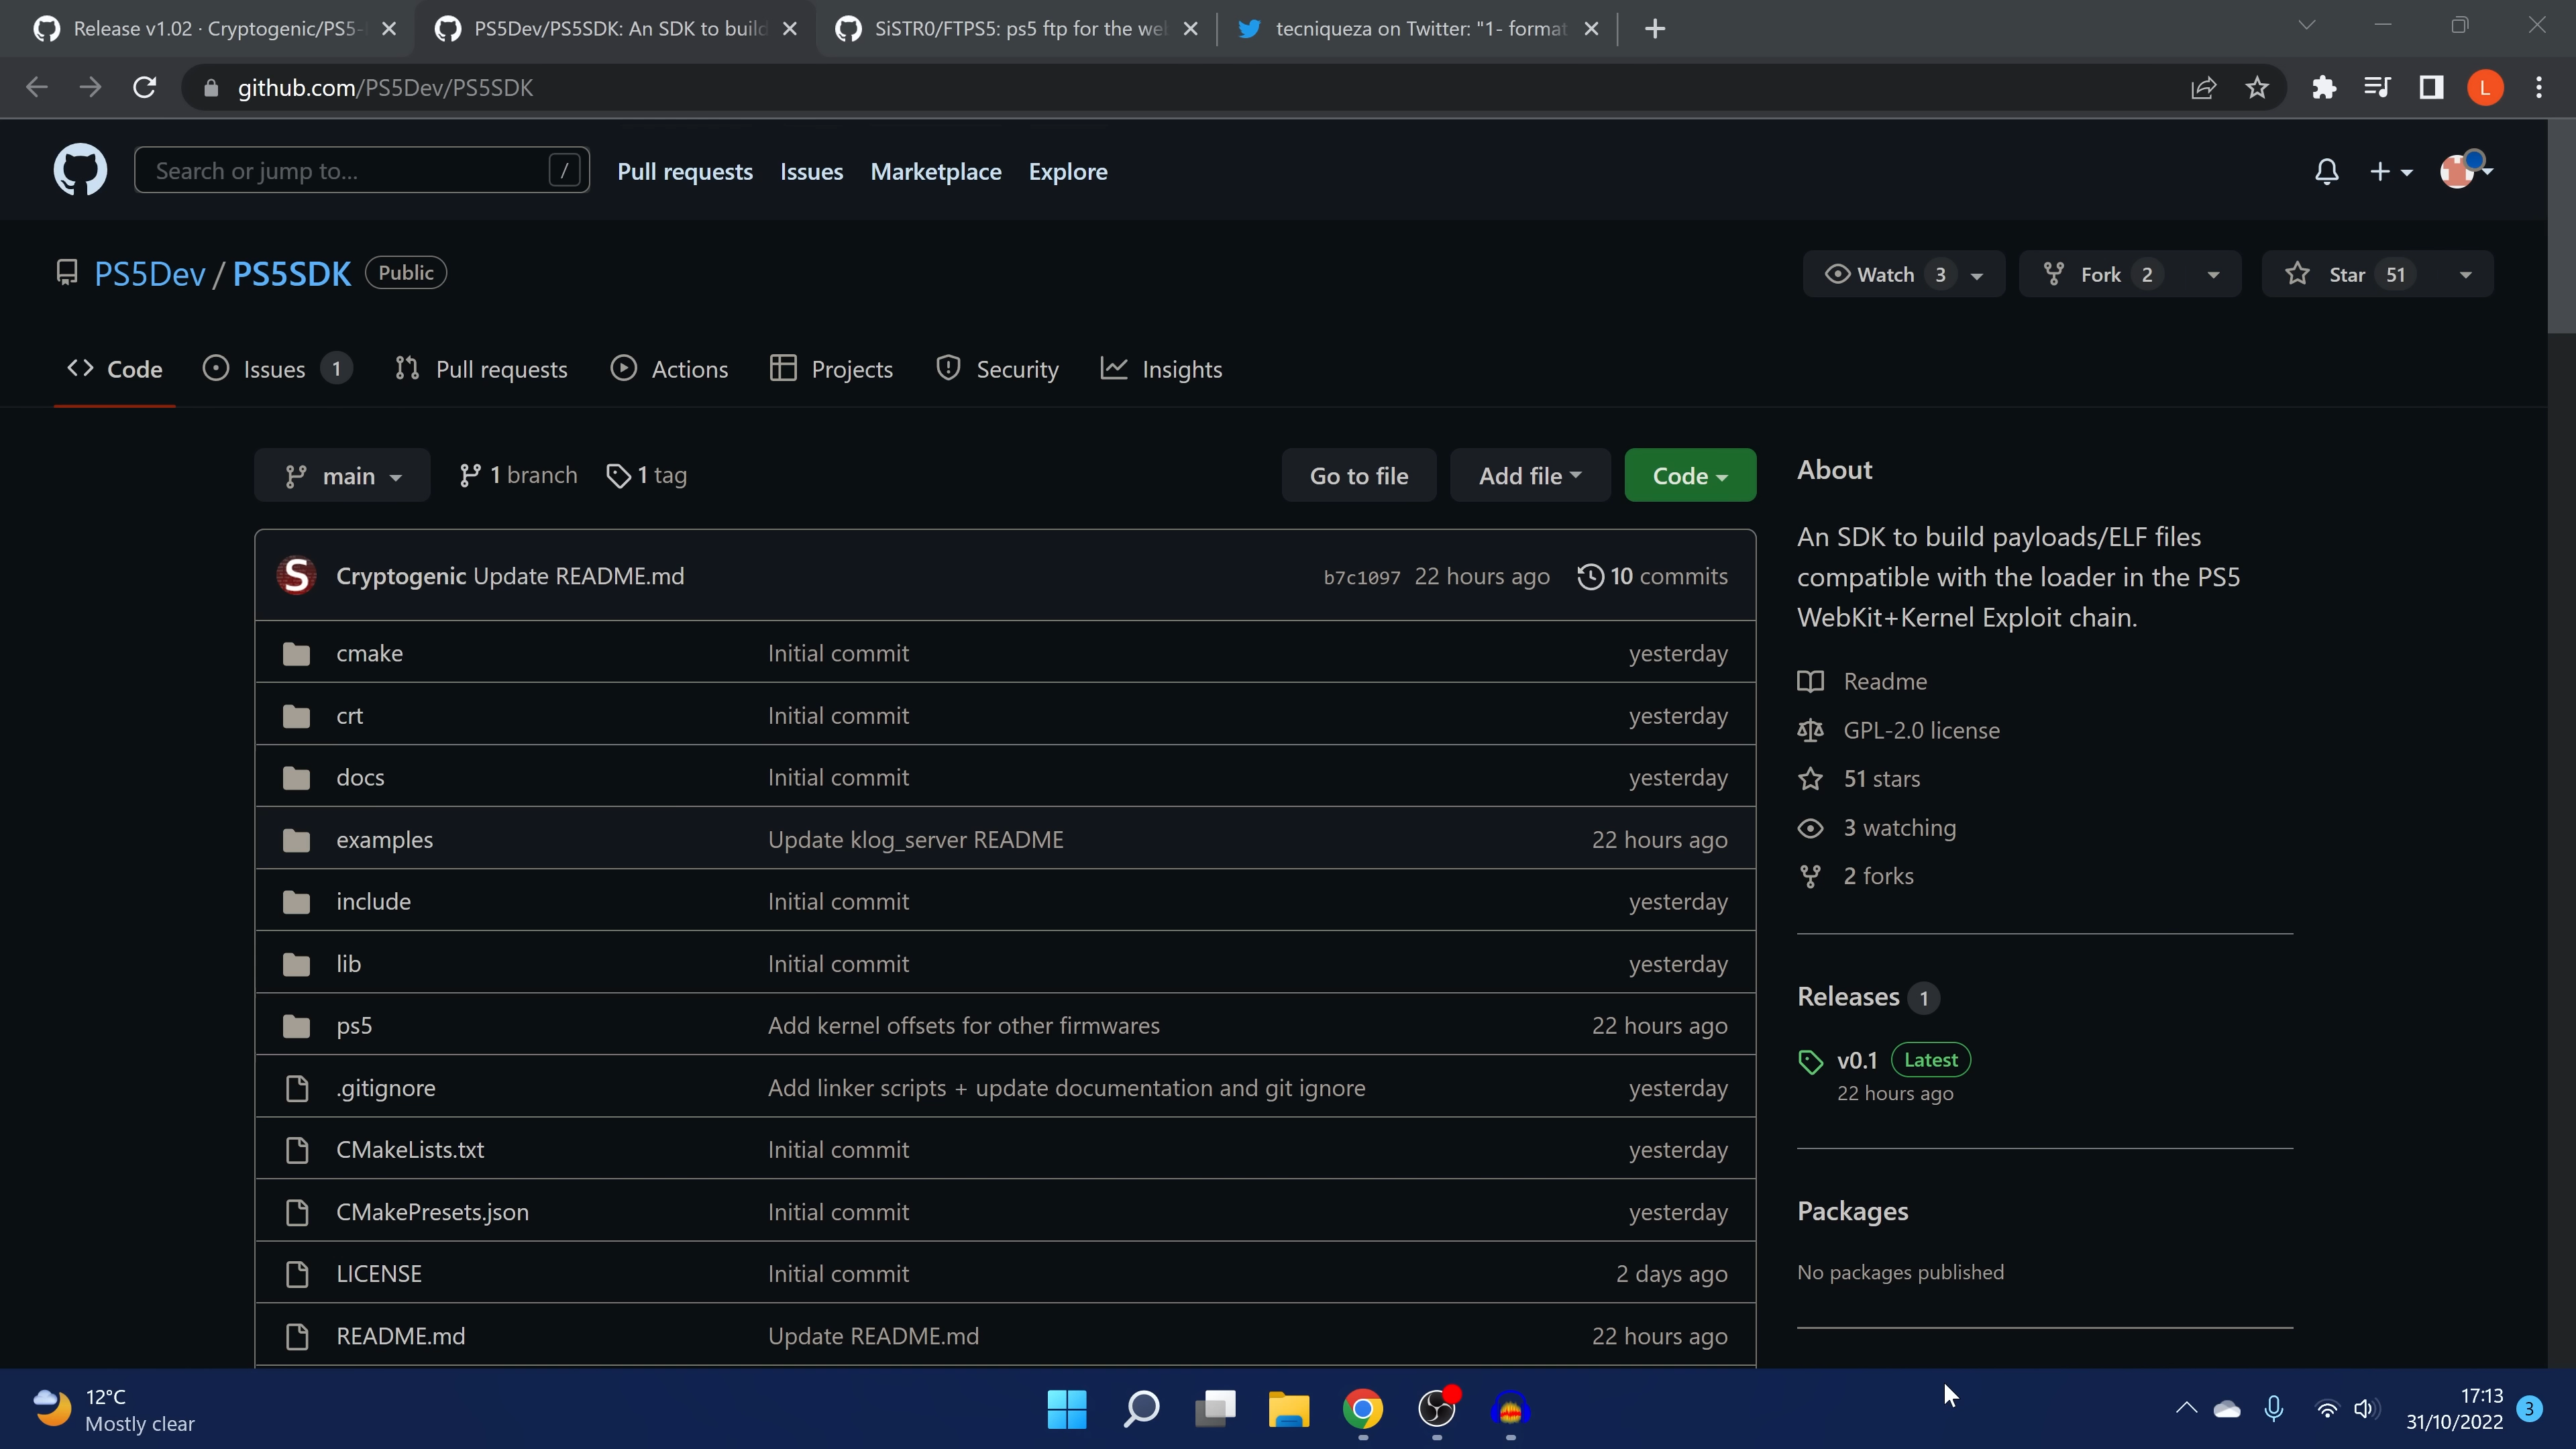 Release v1.02 · Cryptogenic/PS5-
PS5Dev/PS5SDK: An SDK to build
SiSTR0/FTPS5: ps5 ftp for the we
tecniqueza on Twitter: "1- format
github.com/PS5Dev/PS5SDK
L
Search or jump to... /
Pull requests Issues Marketplace Explore
PS5Dev / PS5SDK Public
Watch 3 Fork 2 Star 51
Code Issues 1 Pull requests Actions Projects Security Insights
main 1 branch 1 tag Go to file Add file Code
S Cryptogenic Update README.md b7c1097 22 hours ago 10 commits
cmake Initial commit yesterday
crt Initial commit yesterday
docs Initial commit yesterday
examples Update klog_server README 22 hours ago
include Initial commit yesterday
lib Initial commit yesterday
ps5 Add kernel offsets for other firmwares 22 hours ago
.gitignore Add linker scripts + update documentation and git ignore yesterday
CMakeLists.txt Initial commit yesterday
CMakePresets.json Initial commit yesterday
LICENSE Initial commit 2 days ago
README.md Update README.md 22 hours ago
About
An SDK to build payloads/ELF files
compatible with the loader in the PS5
WebKit+Kernel Exploit chain.
Readme
GPL-2.0 license
51 stars
3 watching
2 forks
Releases 1
v0.1 Latest
22 hours ago
Packages
No packages published
12°C
Mostly clear
17:13
31/10/2022
3